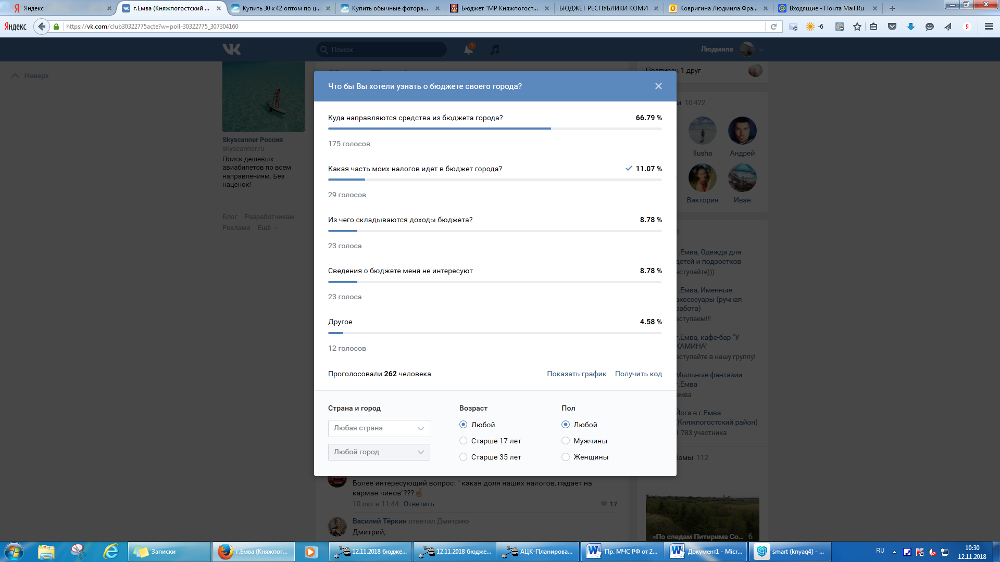 Яндекс
г.Емва (Княжпогостский ...
Купить 30 x 42 оптом по ц...
Купить обычные фотора...
Бюджет "МР Княжпогост...
БЮДЖЕТ РЕСПУБЛИКИ КОМИ
Ковригина Людмила Фра...
Входящие - Почта Mail.Ru
Яндекс
https://vk.com/club30322775acte?w=poll-30322775_307304160
-6
Поиск
1
Людмила
Наверх
Skyscanner Россия
skyscanner.ru
Поиск дешевых
авиабилетов по всем
направлениям. Без
наценок!
Блог Разработчикам
Реклама Ещё
Что бы Вы хотели узнать о бюджете своего города?
Куда направляются средства из бюджета города? 66.79 %
175 голосов
Какая часть моих налогов идет в бюджет города? 11.07 %
29 голосов
Из чего складываются доходы бюджета? 8.78 %
23 голоса
Сведения о бюджете меня не интересуют 8.78 %
23 голоса
Другое 4.58 %
12 голосов
Проголосовали 262 человека Показать график Получить код
Страна и город
Любая страна
Любой город
Возраст
Любой
Старше 17 лет
Старше 35 лет
Пол
Любой
Мужчины
Женщины
Более интересующий вопрос: " какая доля наших налогов, падает на
карман чинов"???
10 окт в 11:44 Ответить 17
Василий Тёркин ответил Дмитрию
Дмитрий,
Подписан 1 друг
и 10 422
Ilusha Андрей
Виктория Иван
5
г.Емва, Одежда для
детей и подростков
вступайте)))
г.Емва, Именные
аксессуары (ручная
работа)
вступаем!!!
г.Емва, кафе-бар "У
КАМИНА"
вступайте в нашу группу!
Мыльные фантазии
г.Емва
емва
Йога в г.Емва
(Княжпогостский район)
1 783 участника
бомы 112
«По следам Питирима Со... 6
Записки
г.Емва (Княжпог...
12.11.2018 бюдже...
12.11.2018 бюдже...
АЦК-Планирова...
Пр. МЧС РФ от 2...
Документ1 - Micr...
smart (knyag4) - ...
RU
10:30
12.11.2018